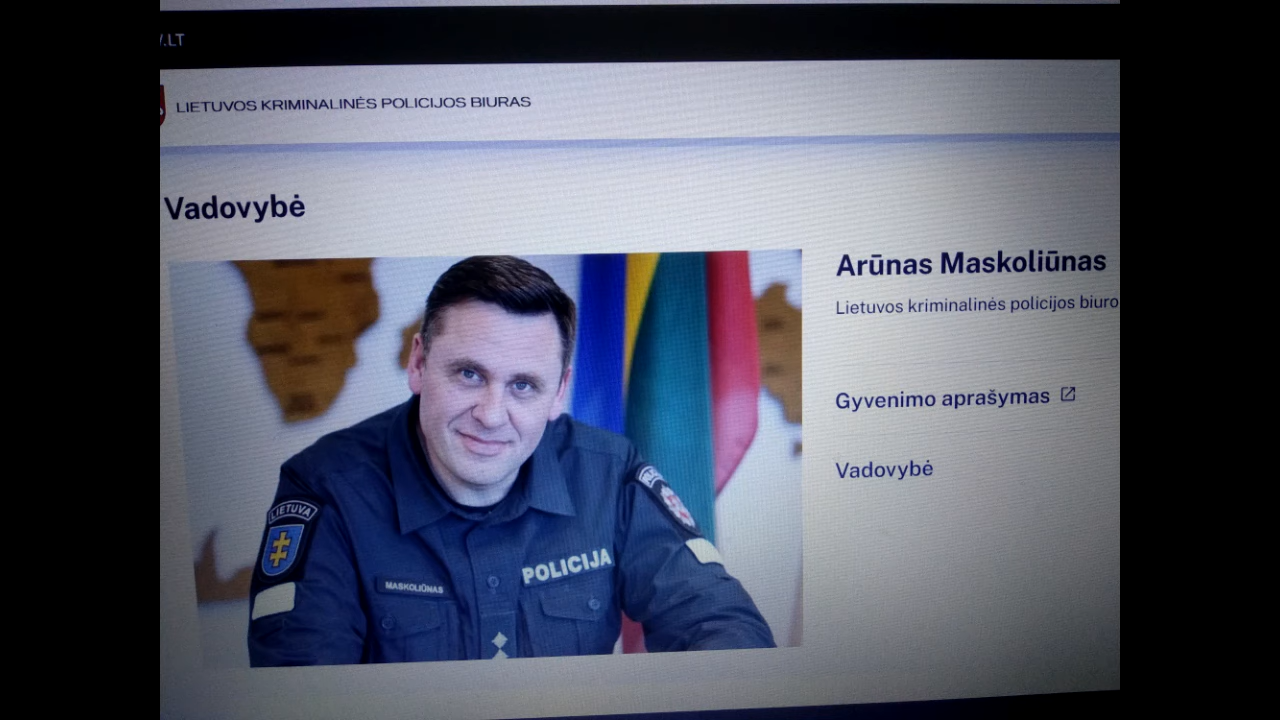 .LT
LIETUVOS KRIMINALINĖS POLICIJOS BIURAS
Vadovybė
Arūnas Maskoliūnas
Lietuvos kriminalinės policijos biuro
Gyvenimo aprašymas
Vadovybė
LIETUVA
MASKOLIŪNAS
POLICIJA